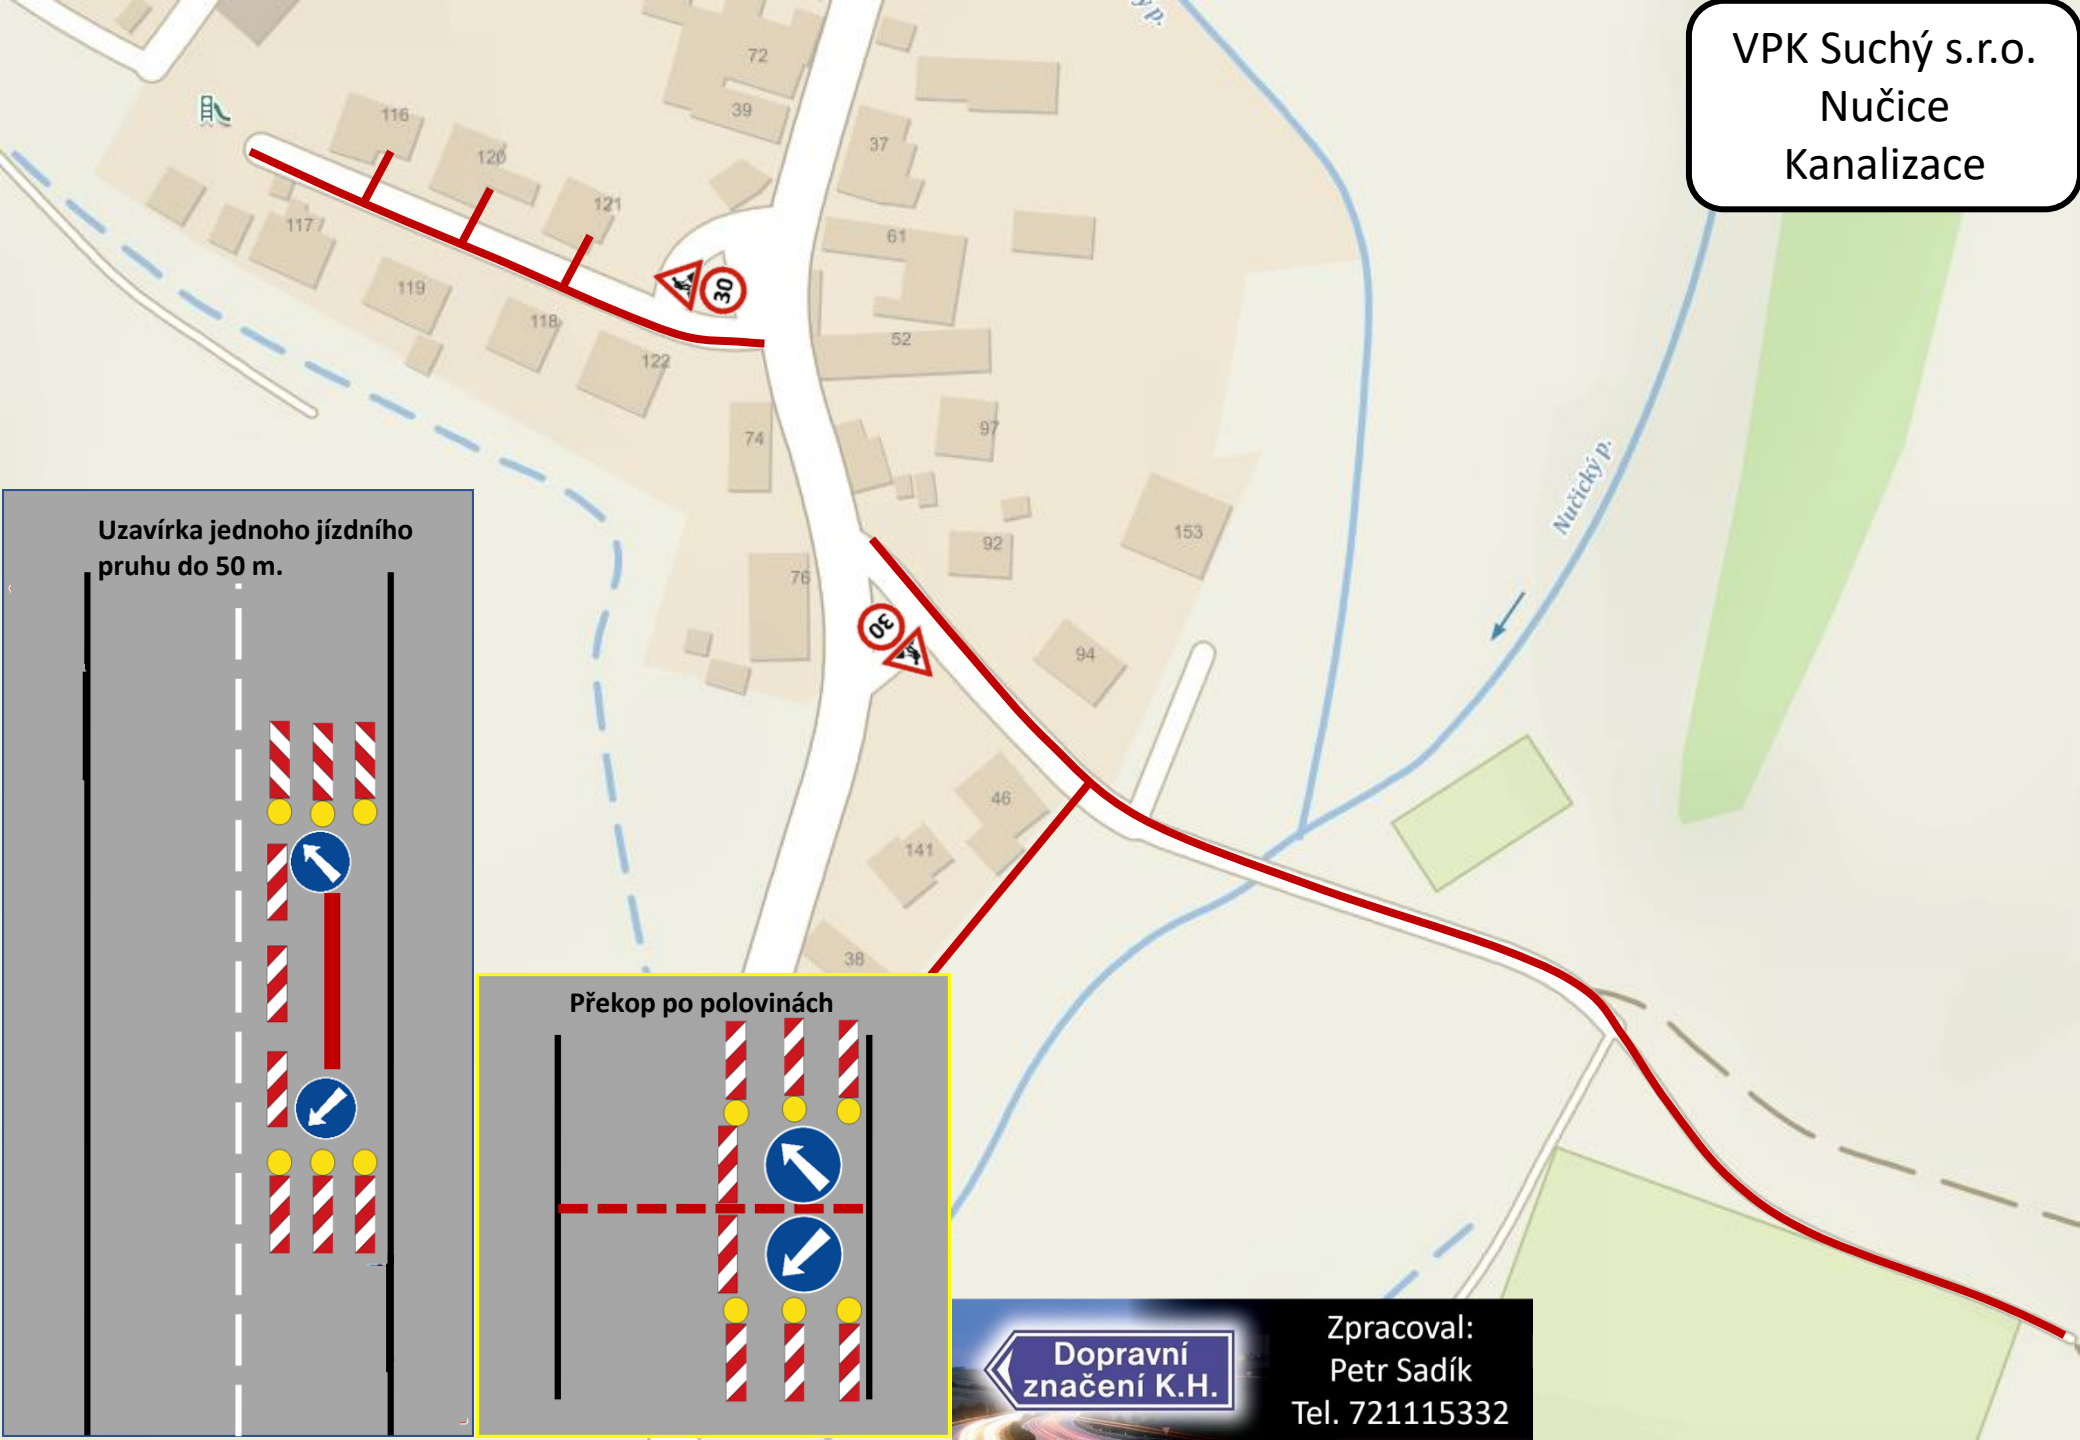 VPK Suchý s.r.o.
Nučice
Kanalizace
ý p.
72
39
116
120
121
37
117
61
119
118
122
52
30
74
97
Nučický p.
153
92
76
30
94
46
141
38
Uzavírka jednoho jízdního
pruhu do 50 m.
Překop po polovinách
Dopravní
značení K.H.
Zpracoval:
Petr Sadík
Tel. 721115332